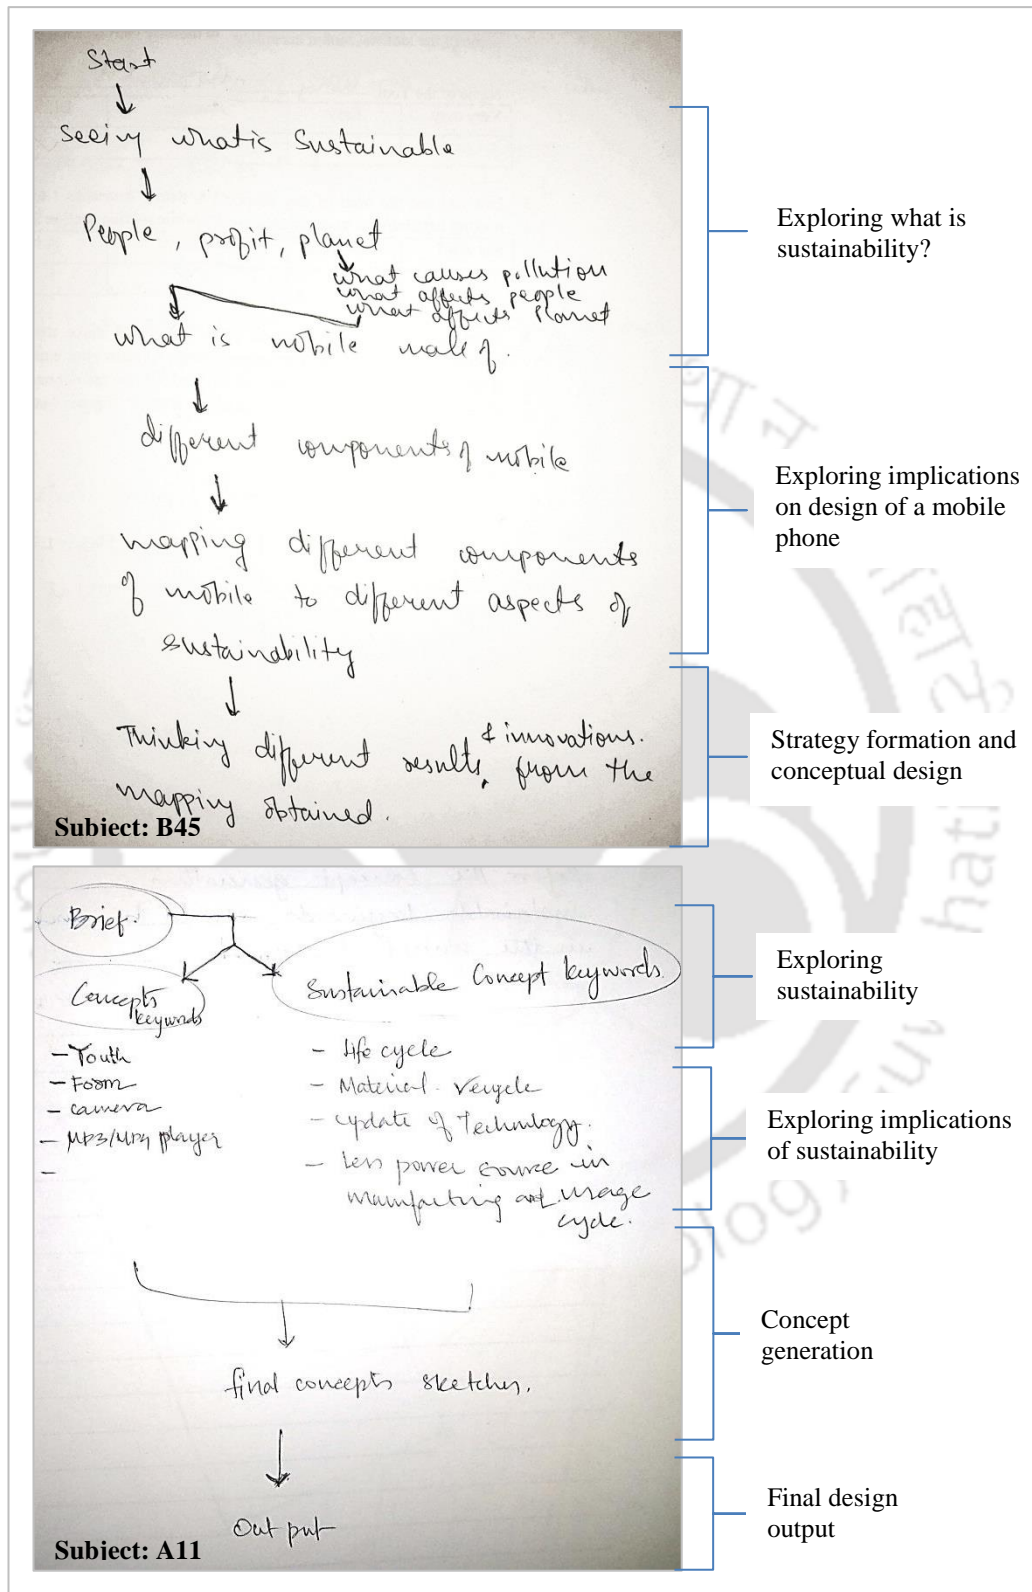 Start
Seeing what is Sustainable
People, profit, planet
what causes pollution
what affects people
what affects Planet
what is mobile made of.
different components of mobile
mapping different components
of mobile to different aspects of
sustainability
Thinking different results & innovations. from the
mapping obtained.
Subject: B45
Exploring what is
sustainability?
Exploring implications
on design of a mobile
phone
Strategy formation and
conceptual design
Brief.
Concepts
keywords
- Youth
- Form
- camera
- MP3/MP4 player
-
Sustainable Concept keywords
- Life cycle
- Material recycle
- update of Technology.
- Less power source in
manufacturing and usage
cycle.
final concepts sketches.
Out put
Subject: A11
Exploring
sustainability
Exploring implications
of sustainability
Concept
generation
Final design
output